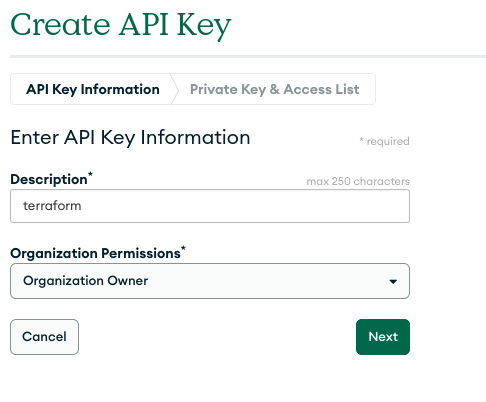 Create API Key
API Key Information Private Key & Access List
Enter API Key Information * required
Description* max 250 characters
terraform
Organization Permissions*
Organization Owner
Cancel Next